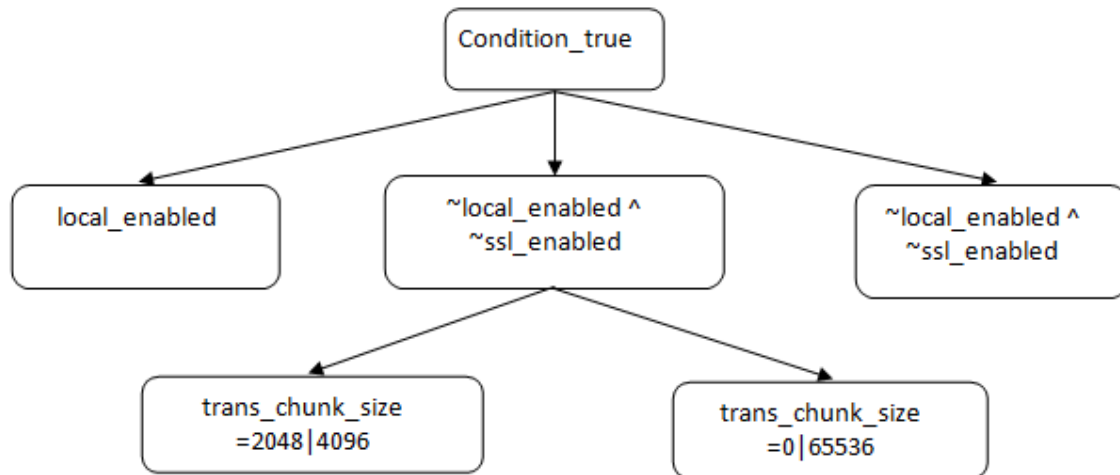 Condition_true
local_enabled
~local_enabled ^
~ssl_enabled
~local_enabled ^
~ssl_enabled
trans_chunk_size
=2048|4096
trans_chunk_size
=0|65536